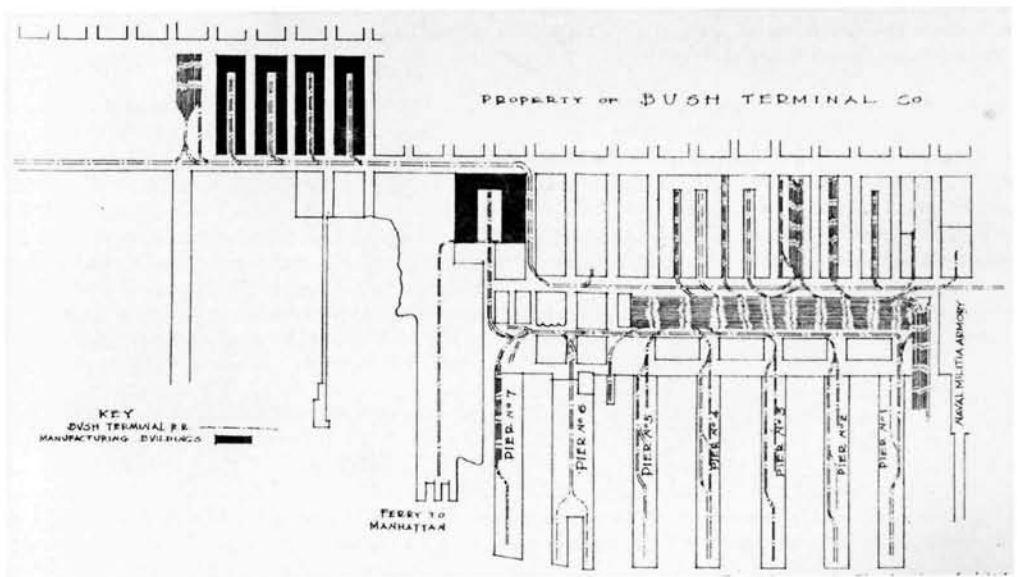 PROPERTY OF BUSH TERMINAL CO
NAVAL MILITIA ARMORY
PIER No 7
PIER No 6
PIER No 5
PIER No 4
PIER No 3
PIER No 2
PIER No 1
KEY
BUSH TERMINAL R.R.
MANUFACTURING BUILDINGS
FERRY TO
MANHATTAN